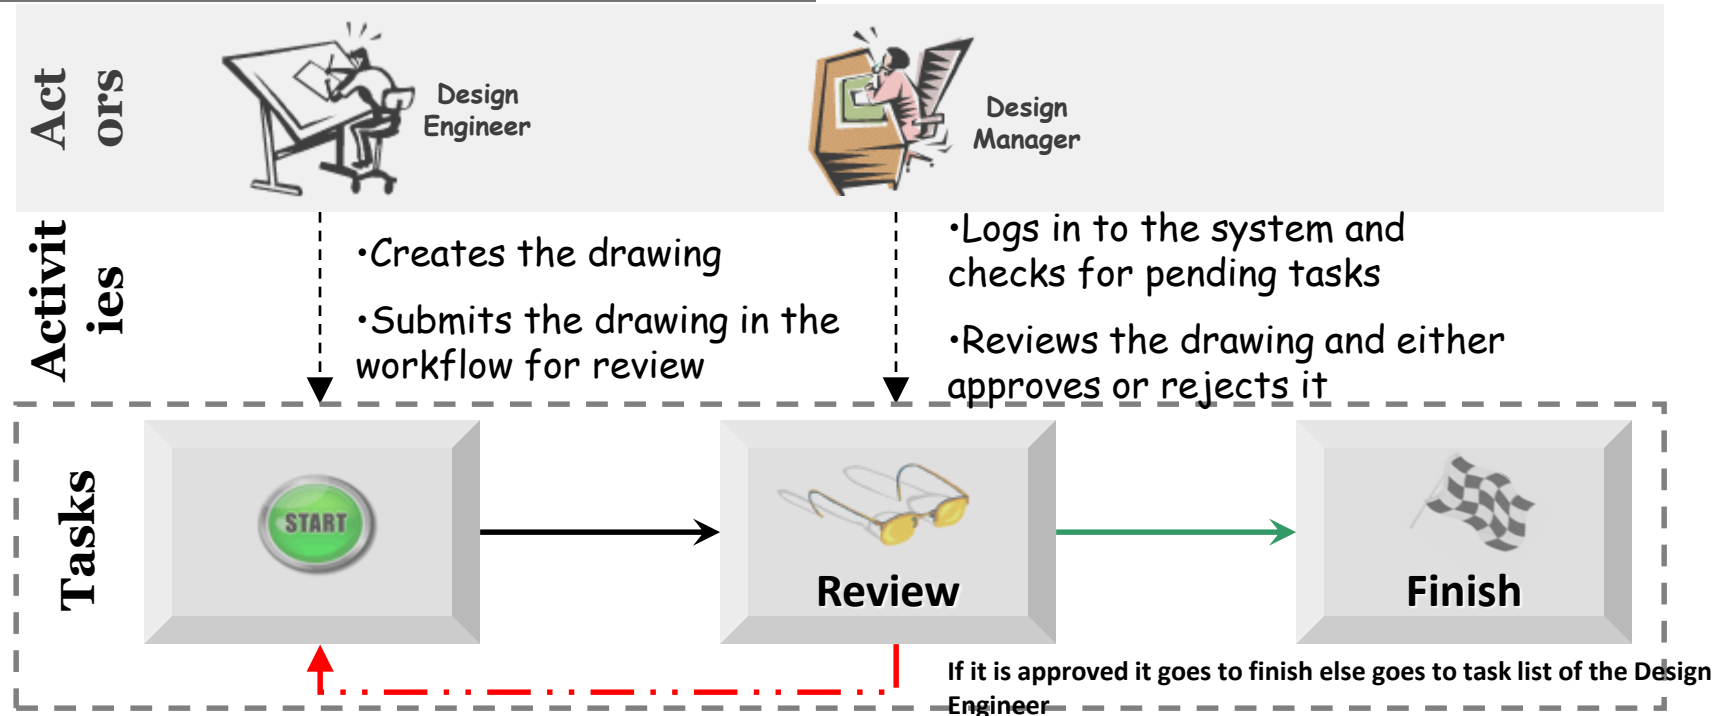 Act
ors
Design
Engineer
Design
Manager
Activit
ies
•Creates the drawing
•Submits the drawing in the
workflow for review
•Logs in to the system and
checks for pending tasks
•Reviews the drawing and either
approves or rejects it
Tasks
START
Review
Finish
If it is approved it goes to finish else goes to task list of the Design
Engineer